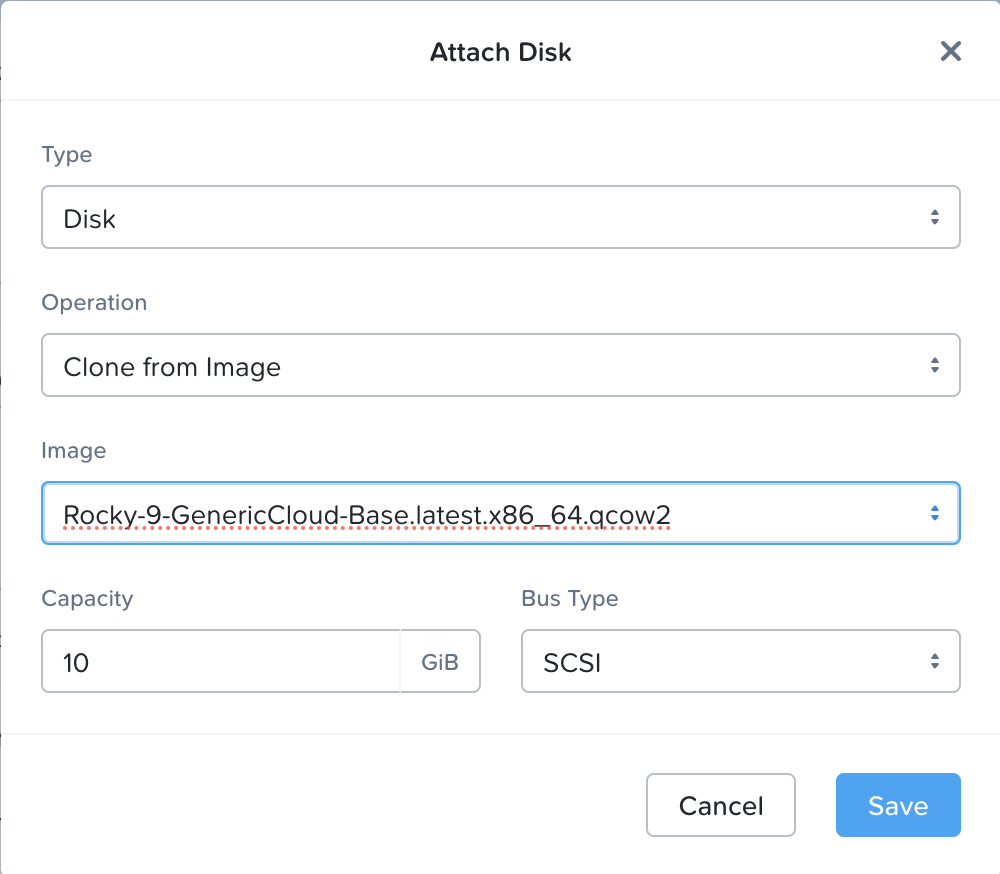 Attach Disk
Type
Disk
Operation
Clone from Image
Image
Rocky-9-GenericCloud-Base.latest.x86_64.qcow2
Capacity Bus Type
10 GiB SCSI
Cancel Save